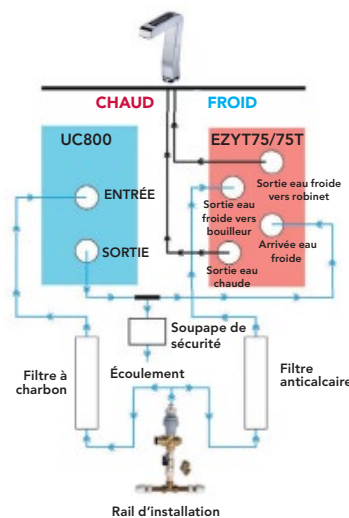 CHAUD FROID
UC800
EZYT75/75T
ENTRÉE
SORTIE
Sortie eau froide
vers robinet
Sortie eau
froide vers
bouilleur
Arrivée eau
froide
Sortie eau
chaude
Soupape de
sécurité
Écoulement
Filtre à
charbon
Filtre
anticalcaire
Rail d'installation